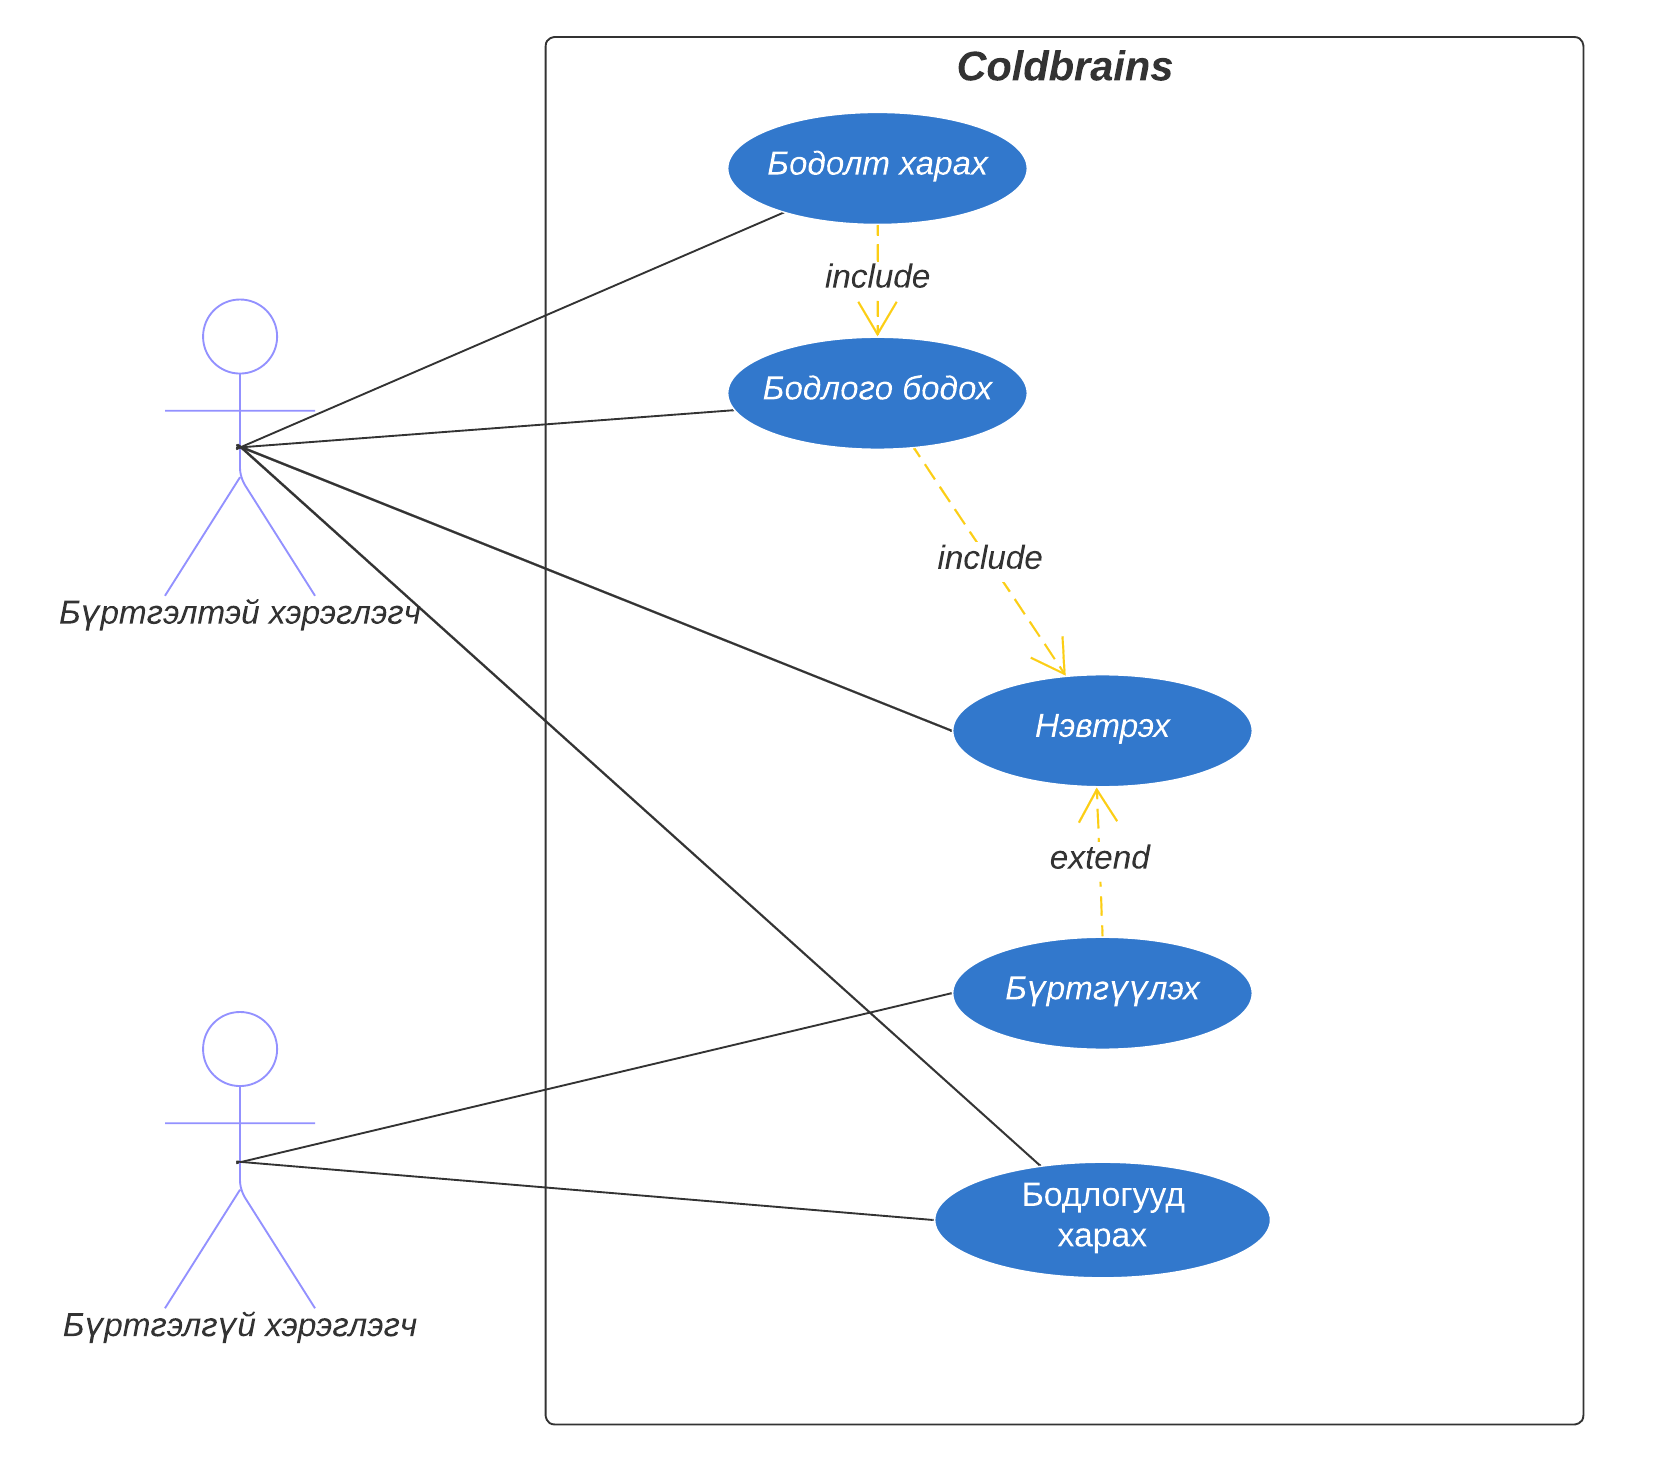 Coldbrains
Бодолт харах
include
Бодлого бодох
include
Бүртгэлтэй хэрэглэгч
Нэвтрэх
extend
Бүртгүүлэх
Бодлогууд
харах
Бүртгэлгүй хэрэглэгч